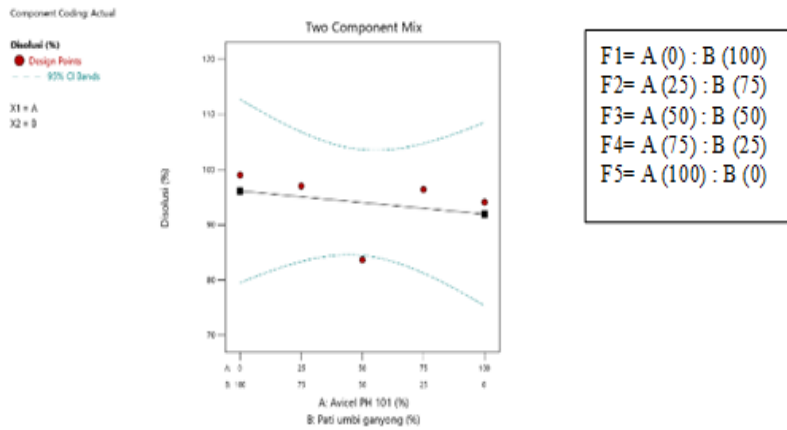 Component Coding: Actual
Disolusi (%)
Design Points
95% CI Bands
X1 = A
X2 = B
Two Component Mix
Disolusi (%)
120
110
100
90
80
70
A: 0 25 50 75 100
B: 100 75 50 25 0
A: Avicel PH 101 (%)
B: Pati umbi ganyong (%)
F1= A (0) : B (100)
F2= A (25) : B (75)
F3= A (50) : B (50)
F4= A (75) : B (25)
F5= A (100) : B (0)